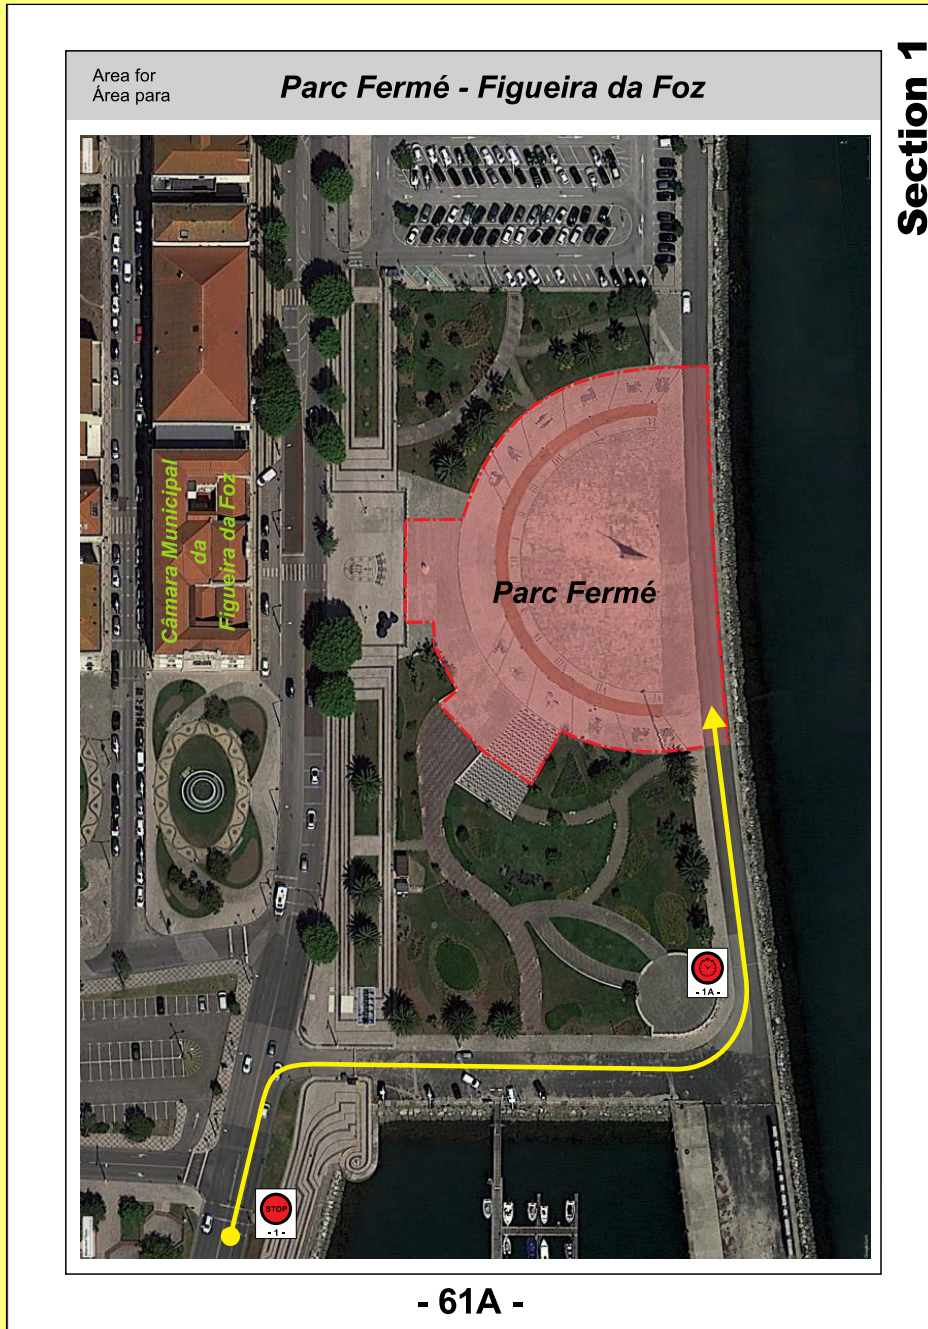 Area for
Área para
Parc Fermé - Figueira da Foz
Section 1
Câmara Municipal
da
Figueira da Foz
Parc Fermé
- 1A -
STOP
- 1 -
- 61A -